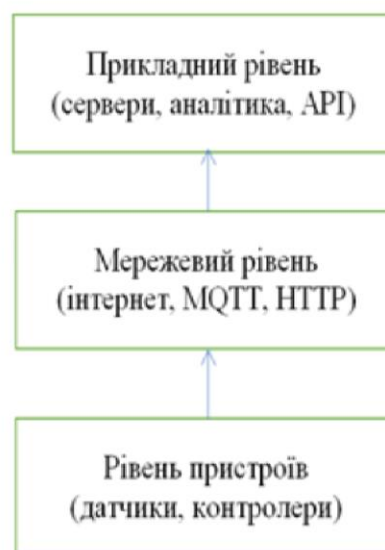 Прикладний рівень
(сервери, аналітика, API)
Мережевий рівень
(інтернет, MQTT, HTTP)
Рівень пристроїв
(датчики, контролери)